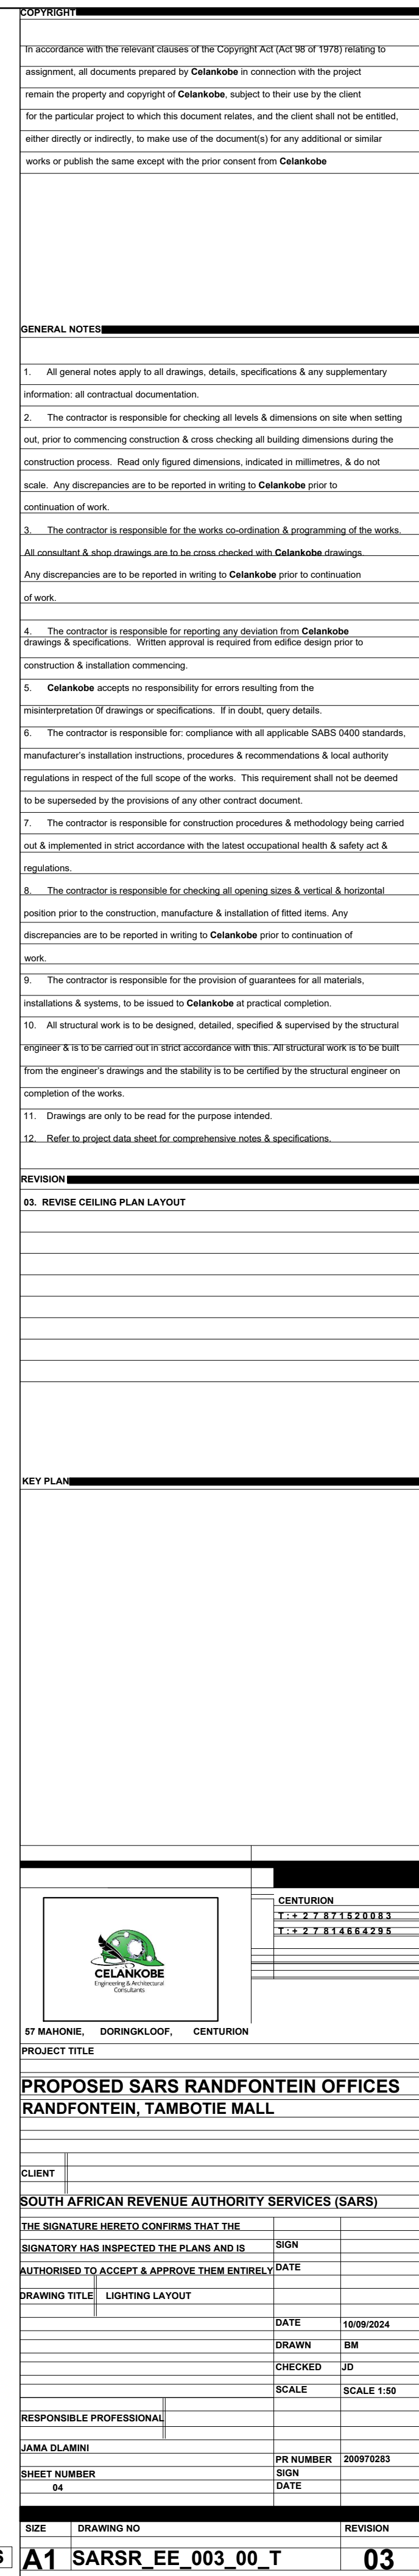 COPYRIGHT
In accordance with the relevant clauses of the Copyright Act (Act 98 of 1978) relating to
assignment, all documents prepared by Celankobe in connection with the project
remain the property and copyright of Celankobe, subject to their use by the client
for the particular project to which this document relates, and the client shall not be entitled,
either directly or indirectly, to make use of the document(s) for any additional or similar
works or publish the same except with the prior consent from Celankobe
GENERAL NOTES
1. All general notes apply to all drawings, details, specifications & any supplementary
information: all contractual documentation.
2. The contractor is responsible for checking all levels & dimensions on site when setting
out, prior to commencing construction & cross checking all building dimensions during the
construction process. Read only figured dimensions, indicated in millimetres, & do not
scale. Any discrepancies are to be reported in writing to Celankobe prior to
continuation of work.
3. The contractor is responsible for the works co-ordination & programming of the works.
All consultant & shop drawings are to be cross checked with Celankobe drawings.
Any discrepancies are to be reported in writing to Celankobe prior to continuation
of work.
4. The contractor is responsible for reporting any deviation from Celankobe
drawings & specifications. Written approval is required from edifice design prior to
construction & installation commencing.
5. Celankobe accepts no responsibility for errors resulting from the
misinterpretation 0f drawings or specifications. If in doubt, query details.
6. The contractor is responsible for: compliance with all applicable SABS 0400 standards,
manufacturer's installation instructions, procedures & recommendations & local authority
regulations in respect of the full scope of the works. This requirement shall not be deemed
to be superseded by the provisions of any other contract document.
7. The contractor is responsible for construction procedures & methodology being carried
out & implemented in strict accordance with the latest occupational health & safety act &
regulations.
8. The contractor is responsible for checking all opening sizes & vertical & horizontal
position prior to the construction, manufacture & installation of fitted items. Any
discrepancies are to be reported in writing to Celankobe prior to continuation of
work.
9. The contractor is responsible for the provision of guarantees for all materials,
installations & systems, to be issued to Celankobe at practical completion.
10. All structural work is to be designed, detailed, specified & supervised by the structural
engineer & is to be carried out in strict accordance with this. All structural work is to be built
from the engineer's drawings and the stability is to be certified by the structural engineer on
completion of the works.
11. Drawings are only to be read for the purpose intended.
12. Refer to project data sheet for comprehensive notes & specifications.
REVISION
03. REVISE CEILING PLAN LAYOUT
KEY PLAN
CENTURION
T : + 2 7 8 7 1 5 2 0 0 8 3
T : + 2 7 8 1 4 6 6 4 2 9 5
CELANKOBE
Engineering & Architectural
Consultants
57 MAHONIE, DORINGKLOOF, CENTURION
PROJECT TITLE
PROPOSED SARS RANDFONTEIN OFFICES
RANDFONTEIN, TAMBOTIE MALL
CLIENT
SOUTH AFRICAN REVENUE AUTHORITY SERVICES (SARS)
THE SIGNATURE HERETO CONFIRMS THAT THE
SIGNATORY HAS INSPECTED THE PLANS AND IS SIGN
AUTHORISED TO ACCEPT & APPROVE THEM ENTIRELY DATE
DRAWING TITLE LIGHTING LAYOUT
DATE 10/09/2024
DRAWN BM
CHECKED JD
SCALE SCALE 1:50
RESPONSIBLE PROFESSIONAL
JAMA DLAMINI
PR NUMBER 200970283
SHEET NUMBER SIGN
04 DATE
SIZE DRAWING NO REVISION
A1 SARSR_EE_003_00_T 03